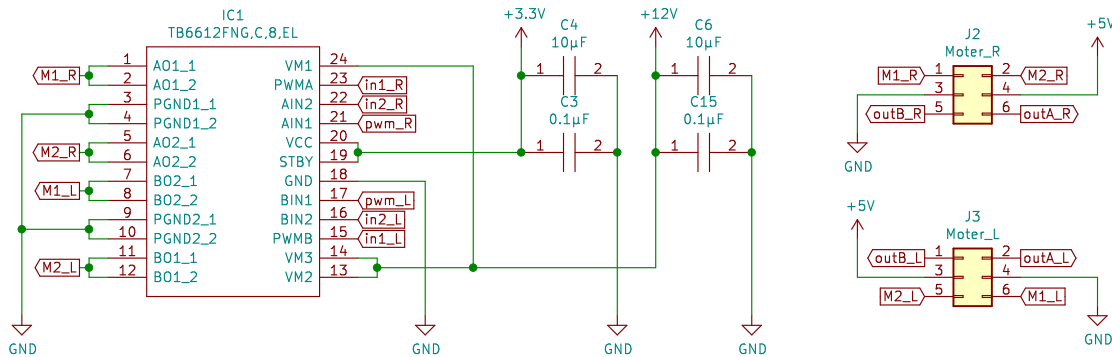 IC1
TB6612FNG,C,8,EL
1 AO1_1 VM1 24
M1_R
2 AO1_2 PWMA 23 in1_R
3 PGND1_1 AIN2 22 in2_R
4 PGND1_2 AIN1 21 pwm_R
5 AO2_1 VCC 20
M2_R
6 AO2_2 STBY 19
7 BO2_1 GND 18
M1_L
8 BO2_2 BIN1 17 pwm_L
9 PGND2_1 BIN2 16 in2_L
10 PGND2_2 PWMB 15 in1_L
11 BO1_1 VM3 14
M2_L
12 BO1_2 VM2 13
GND
GND
+3.3V
C4
10µF
1 2
C3
0.1µF
1 2
GND
+12V
C6
10µF
1 2
C15
0.1µF
1 2
GND
J2
Moter_R
+5V
M1_R 1 2 M2_R
3 4
outB_R 5 6 outA_R
GND
J3
Moter_L
+5V
outB_L 1 2 outA_L
3 4
M2_L 5 6 M1_L
GND